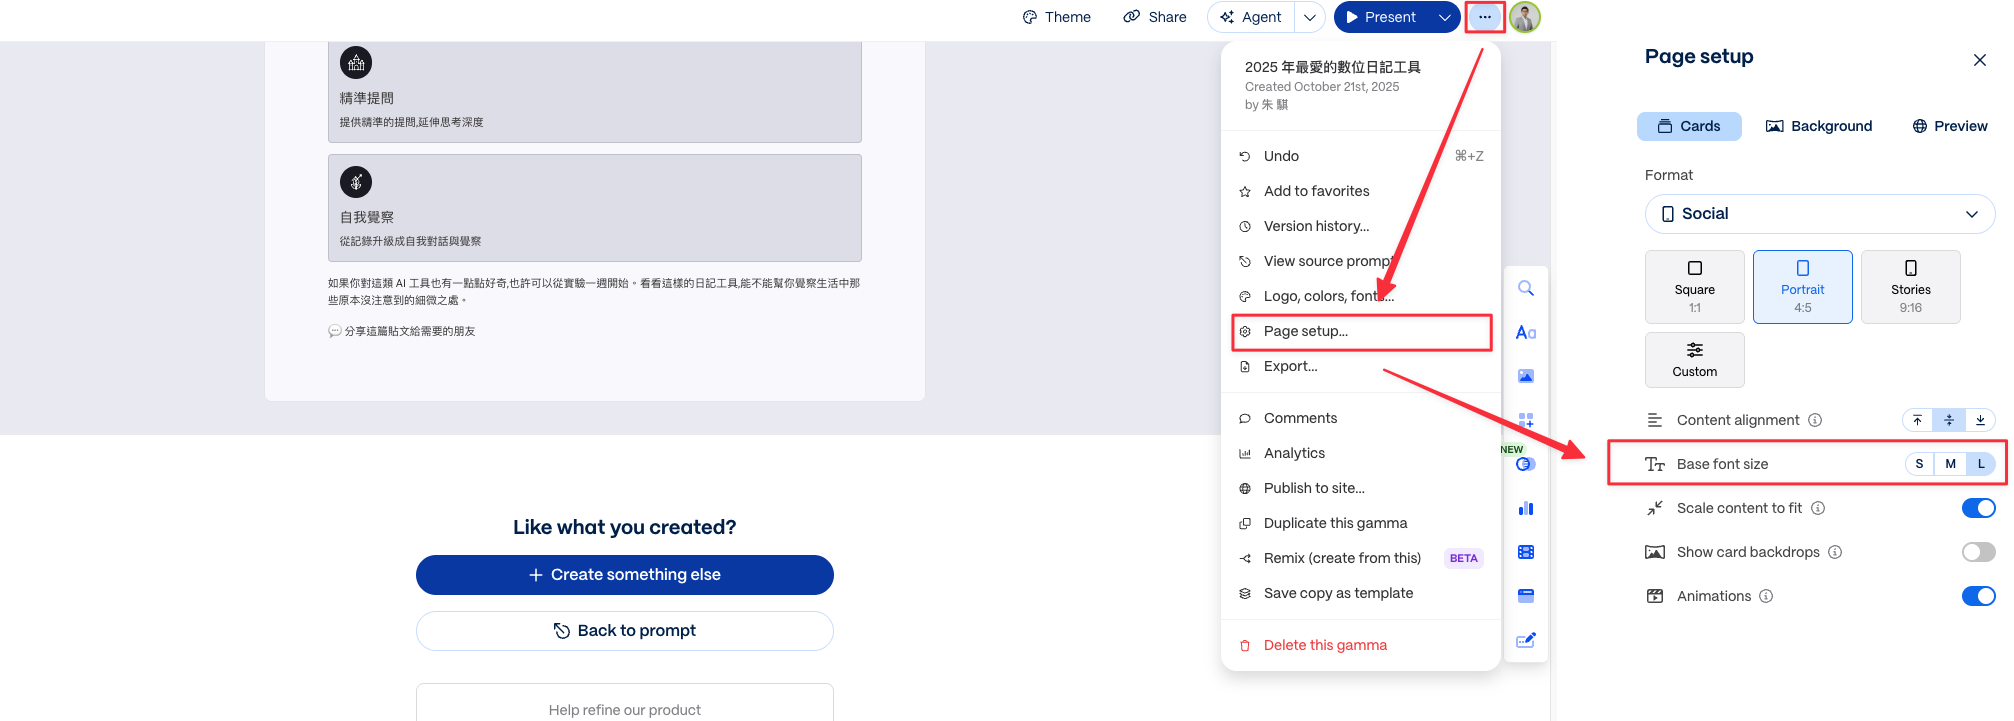 Theme
Share
Agent
Present
精準提問
提供精準的提問,延伸思考深度
自我覺察
從記錄升級成自我對話與覺察
如果你對這類 AI 工具也有一點點好奇,也許可以從實驗一週開始。看看這樣的日記工具,能不能幫你覺察生活中那
些原本沒注意到的細微之處。
💬 分享這篇貼文給需要的朋友
Like what you created?
+ Create something else
Back to prompt
Help refine our product
2025 年最愛的數位日記工具
Created October 21st, 2025
by 朱 騏
Undo ⌘+Z
Add to favorites
Version history...
View source prompt
Logo, colors, fonts...
Page setup...
Export...
Comments
Analytics
Publish to site...
Duplicate this gamma
Remix (create from this) BETA
Save copy as template
Delete this gamma
Aa
NEW
Page setup
Cards
Background
Preview
Format
Social
Square
1:1
Portrait
4:5
Stories
9:16
Custom
Content alignment
Base font size S M L
Scale content to fit
Show card backdrops
Animations